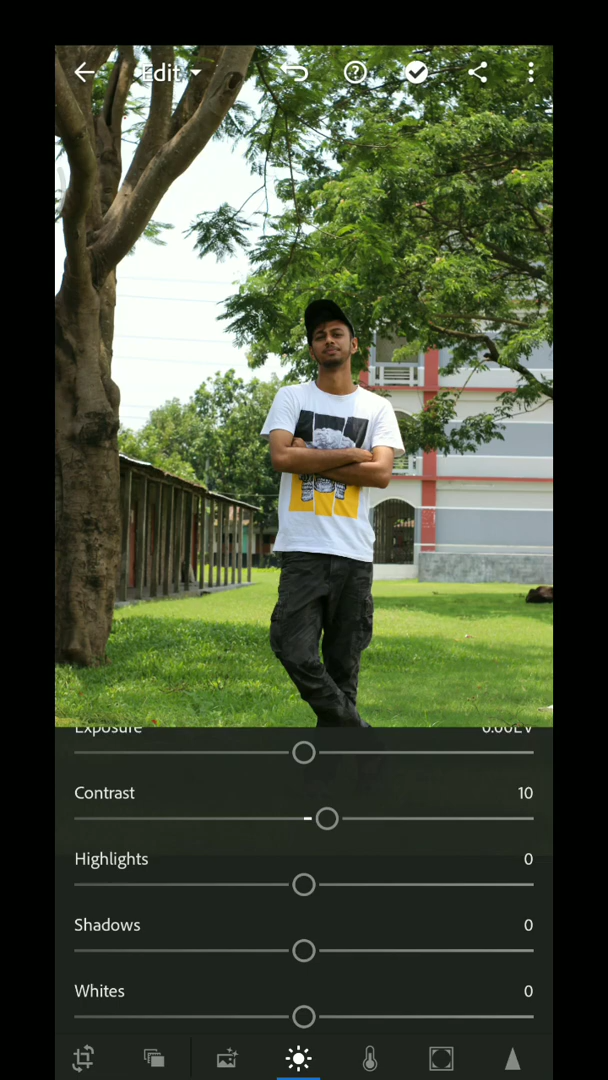 Edit
Exposure 0.00EV
Contrast 10
Highlights 0
Shadows 0
Whites 0